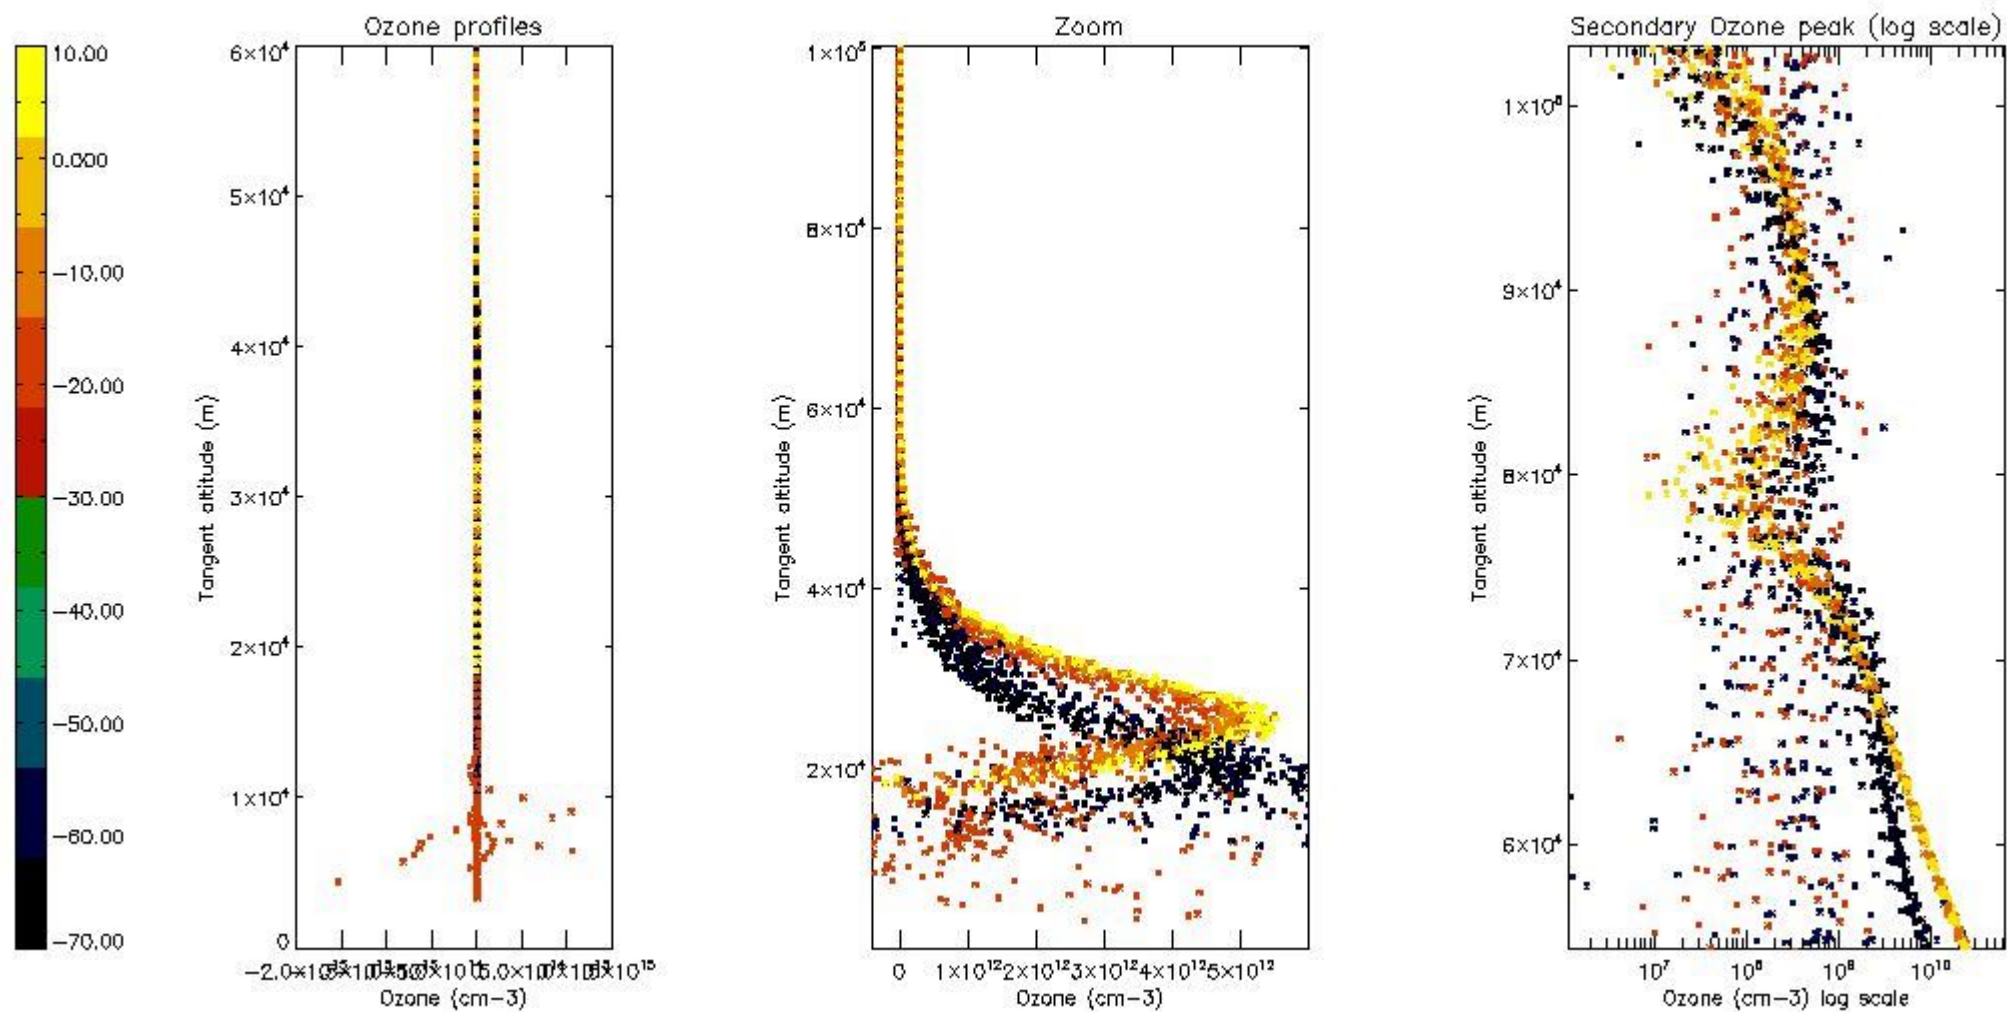 Ozone profiles
Zoom
Secondary Ozone peak (log scale)
10.00
0.000
−10.00
−20.00
−30.00
−40.00
−50.00
−60.00
−70.00
6×10⁴
5×10⁴
4×10⁴
3×10⁴
2×10⁴
1×10⁴
0
Tangent altitude (m)
Ozone (cm−3)
1×10⁵
8×10⁴
6×10⁴
4×10⁴
2×10⁴
Tangent altitude (m)
0 1×10¹² 2×10¹² 3×10¹² 4×10¹² 5×10¹²
Ozone (cm−3)
9×10⁴
8×10⁴
7×10⁴
6×10⁴
Tangent altitude (m)
10⁷ 10⁸ 10⁹ 10¹⁰
Ozone (cm−3) log scale